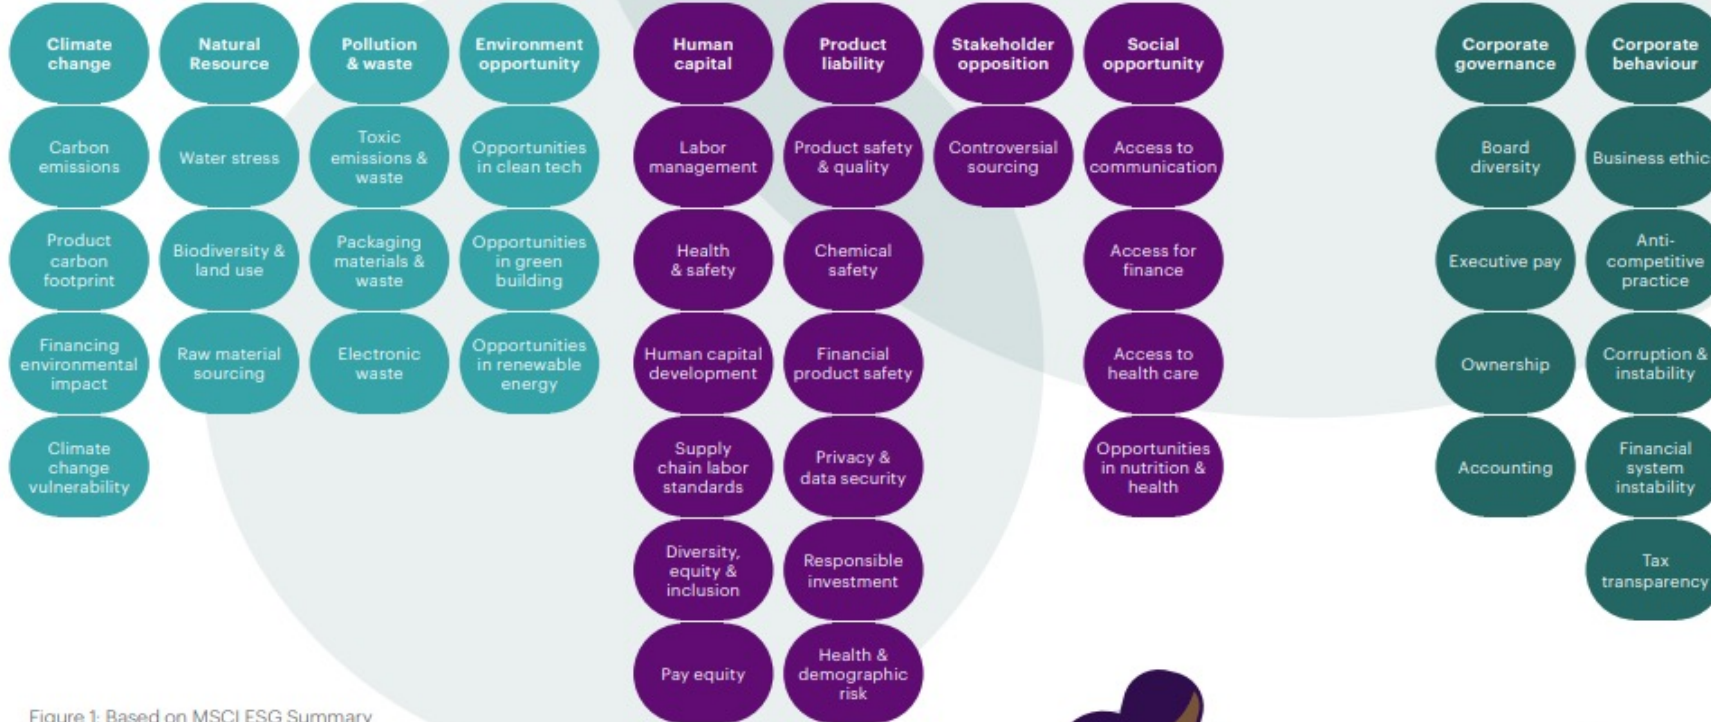 Climate
change
Carbon
emissions
Product
carbon
footprint
Financing
environmental
impact
Climate
change
vulnerability
Natural
Resource
Water stress
Biodiversity &
land use
Raw material
sourcing
Pollution
& waste
Toxic
emissions &
waste
Packaging
materials &
waste
Electronic
waste
Environment
opportunity
Opportunities
in clean tech
Opportunities
in green
building
Opportunities
in renewable
energy
Human
capital
Labor
management
Health
& safety
Human capital
development
Supply
chain labor
standards
Diversity,
equity &
inclusion
Pay equity
Product
liability
Product safety
& quality
Chemical
safety
Financial
product safety
Privacy &
data security
Responsible
investment
Health &
demographic
risk
Stakeholder
opposition
Controversial
sourcing
Social
opportunity
Access to
communication
Access for
finance
Access to
health care
Opportunities
in nutrition &
health
Corporate
governance
Board
diversity
Executive pay
Ownership
Accounting
Corporate
behaviour
Business ethic
Anti-
competitive
practice
Corruption &
instability
Financial
system
instability
Tax
transparency
Figure 1: Based on MSCI ESG Summary